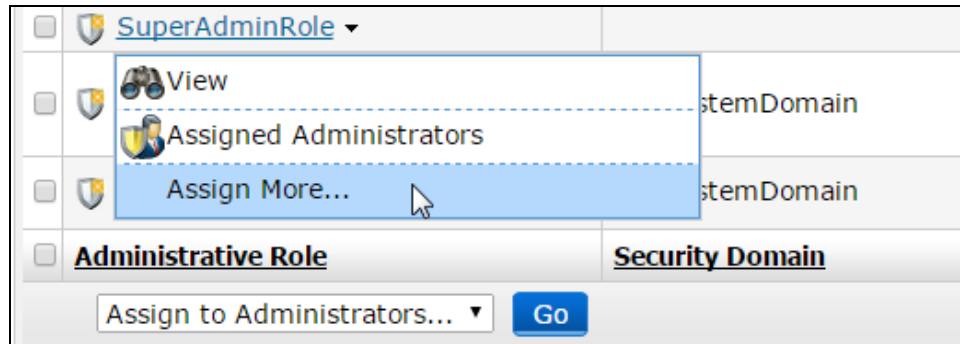 SuperAdminRole
View
stemDomain
Assigned Administrators
Assign More...
stemDomain
Administrative Role Security Domain
Assign to Administrators... Go